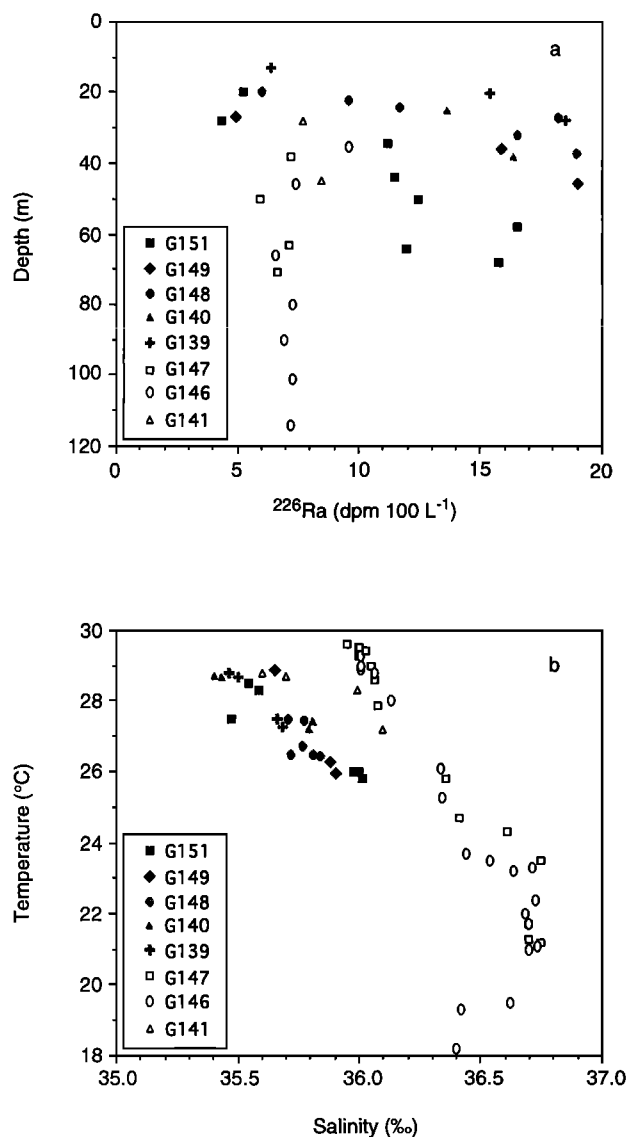 0
20
40
60
80
100
120
Depth (m)
a
G151
G149
G148
G140
G139
G147
G146
G141
0 5 10 15 20
²²⁶Ra (dpm 100 L⁻¹)
30
28
26
24
22
20
18
Temperature (°C)
b
G151
G149
G148
G140
G139
G147
G146
G141
35.0 35.5 36.0 36.5 37.0
Salinity (‰)